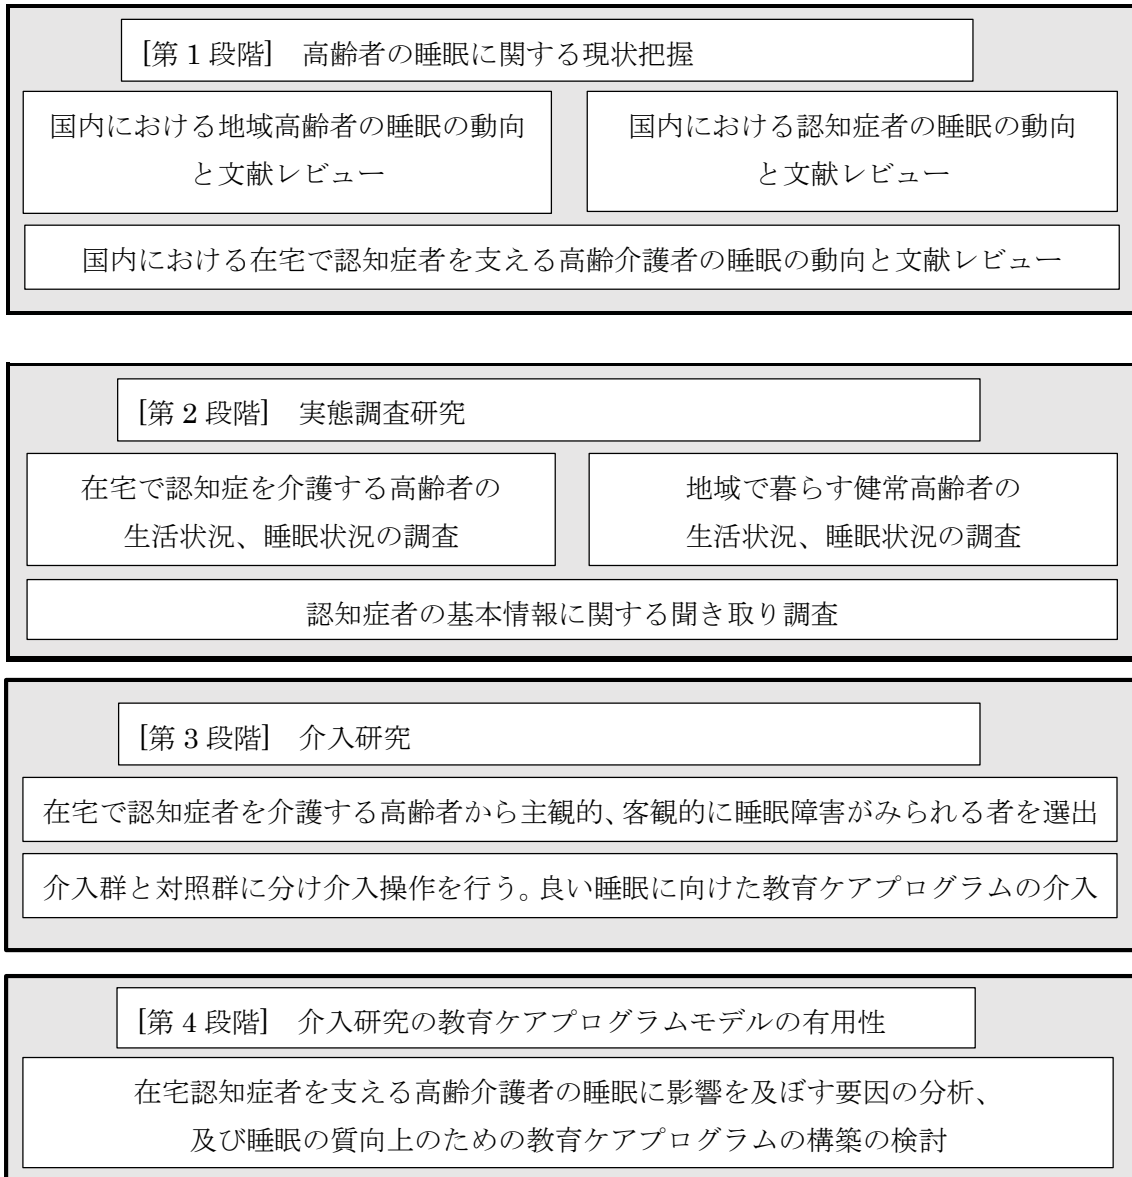 [第 1 段階]　高齢者の睡眠に関する現状把握
国内における地域高齢者の睡眠の動向
と文献レビュー
国内における認知症者の睡眠の動向
と文献レビュー
国内における在宅で認知症者を支える高齢介護者の睡眠の動向と文献レビュー
[第 2 段階]　実態調査研究
在宅で認知症を介護する高齢者の
生活状況、睡眠状況の調査
地域で暮らす健常高齢者の
生活状況、睡眠状況の調査
認知症者の基本情報に関する聞き取り調査
[第 3 段階]　介入研究
在宅で認知症者を介護する高齢者から主観的、客観的に睡眠障害がみられる者を選出
介入群と対照群に分け介入操作を行う。良い睡眠に向けた教育ケアプログラムの介入
[第 4 段階]　介入研究の教育ケアプログラムモデルの有用性
在宅認知症者を支える高齢介護者の睡眠に影響を及ぼす要因の分析、
及び睡眠の質向上のための教育ケアプログラムの構築の検討